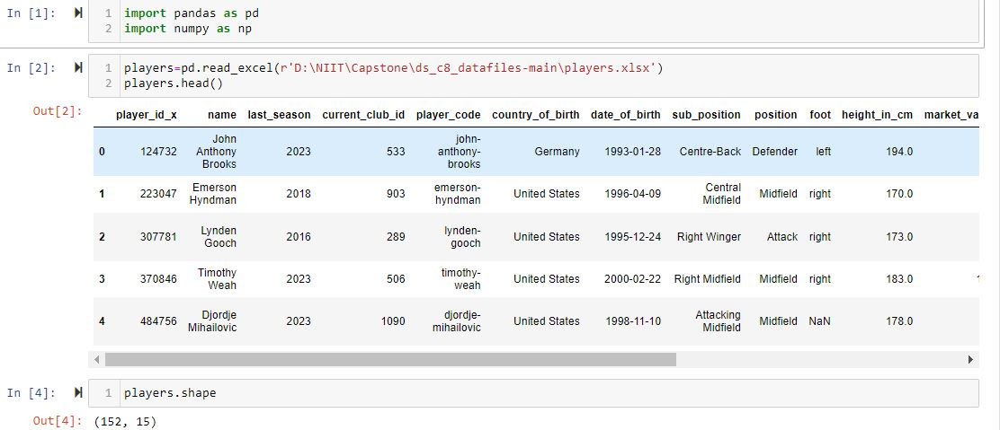 In [1]:
1 import pandas as pd
2 import numpy as np
In [2]:
1 players=pd.read_excel(r'D:\NIIT\Capstone\ds_c8_datafiles-main\players.xlsx')
2 players.head()
Out[2]:
player_id_x name last_season current_club_id player_code country_of_birth date_of_birth sub_position position foot height_in_cm market_va
0 124732 John Anthony Brooks 2023 533 john-anthony-brooks Germany 1993-01-28 Centre-Back Defender left 194.0
1 223047 Emerson Hyndman 2018 903 emerson-hyndman United States 1996-04-09 Central Midfield Midfield right 170.0
2 307781 Lynden Gooch 2016 289 lynden-gooch United States 1995-12-24 Right Winger Attack right 173.0
3 370846 Timothy Weah 2023 506 timothy-weah United States 2000-02-22 Right Midfield Midfield right 183.0
4 484756 Djordje Mihailovic 2023 1090 djordje-mihailovic United States 1998-11-10 Attacking Midfield Midfield NaN 178.0
In [4]:
1 players.shape
Out[4]:
(152, 15)